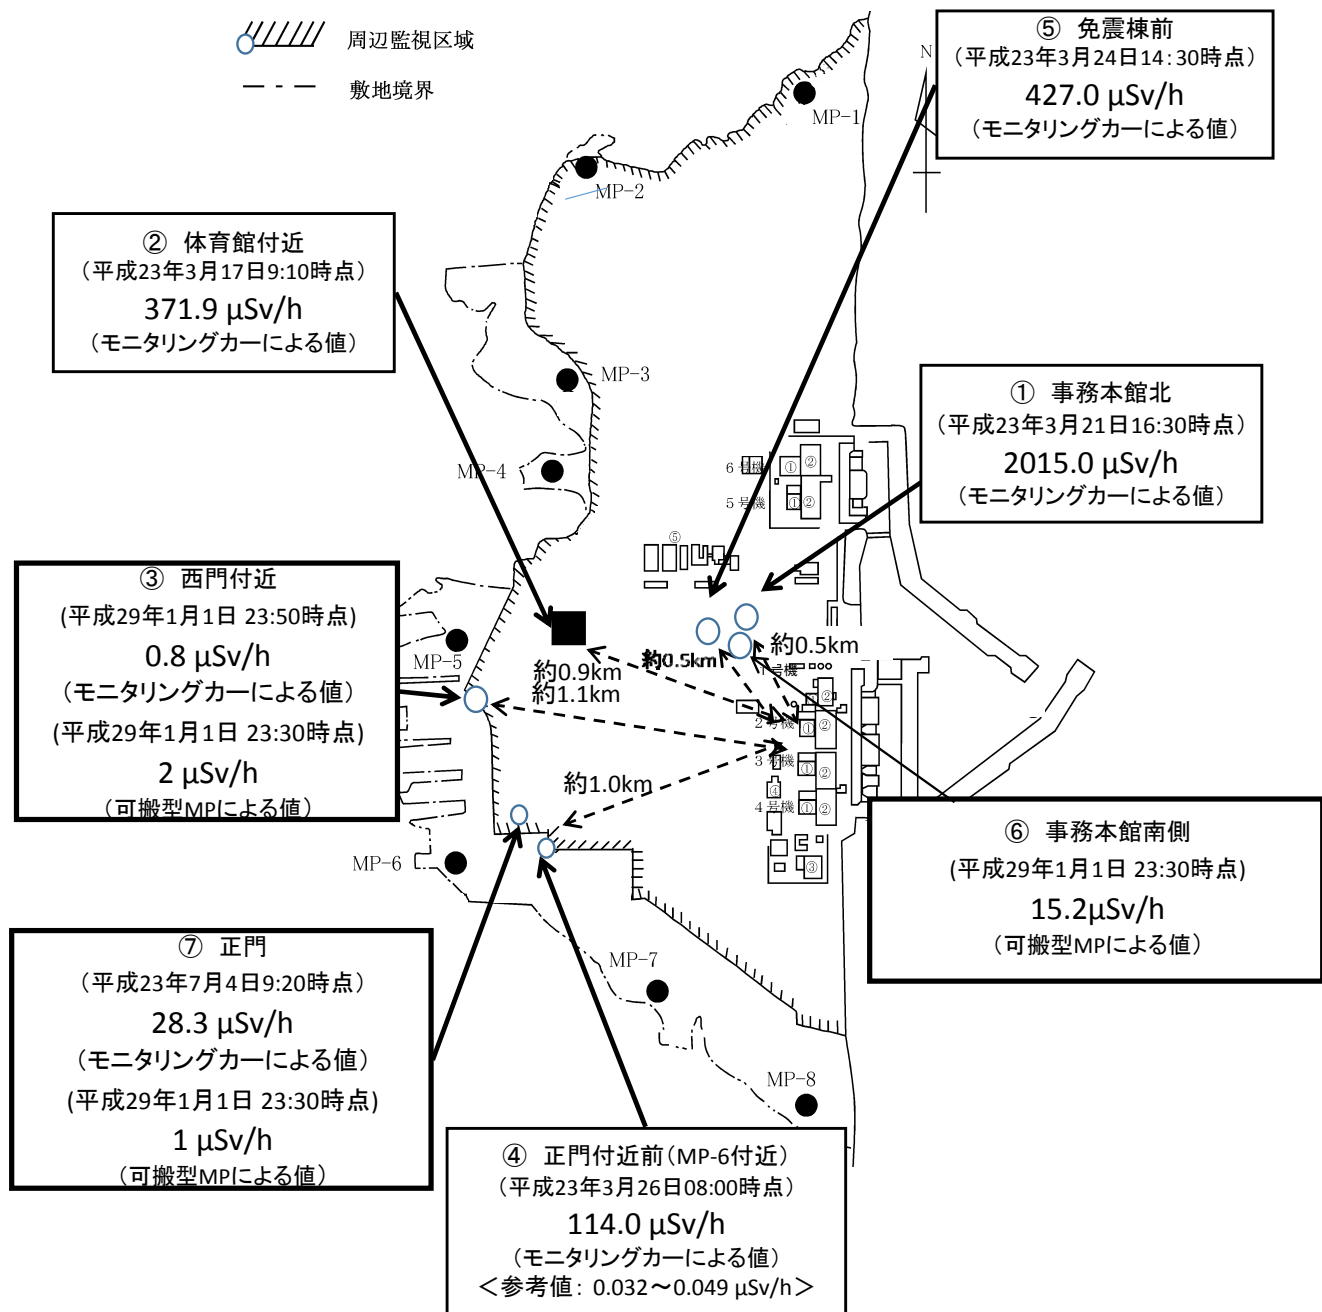 周辺監視区域
敷地境界
⑤ 免震棟前
（平成23年3月24日14:30時点）
427.0 μSv/h
（モニタリングカーによる値）
N
MP-1
MP-2
② 体育館付近
（平成23年3月17日9:10時点）
371.9 μSv/h
（モニタリングカーによる値）
MP-3
① 事務本館北
（平成23年3月21日16:30時点）
2015.0 μSv/h
（モニタリングカーによる値）
MP-4
6号機
① ②
5号機
① ②
⑤
③ 西門付近
(平成29年1月1日 23:50時点)
0.8 μSv/h
（モニタリングカーによる値）
(平成29年1月1日 23:30時点)
2 μSv/h
（可搬型MPによる値）
MP-5
約0.9km
約1.1km
約0.5km
約0.5km
1号機
②
2号機
① ②
3号機
① ②
④
4号機
① ②
③
約1.0km
MP-6
⑥ 事務本館南側
(平成29年1月1日 23:30時点)
15.2μSv/h
（可搬型MPによる値）
⑦ 正門
（平成23年7月4日9:20時点）
28.3 μSv/h
（モニタリングカーによる値）
(平成29年1月1日 23:30時点)
1 μSv/h
（可搬型MPによる値）
MP-7
MP-8
④ 正門付近前（MP-6付近）
（平成23年3月26日08:00時点）
114.0 μSv/h
（モニタリングカーによる値）
＜参考値： 0.032～0.049 μSv/h＞